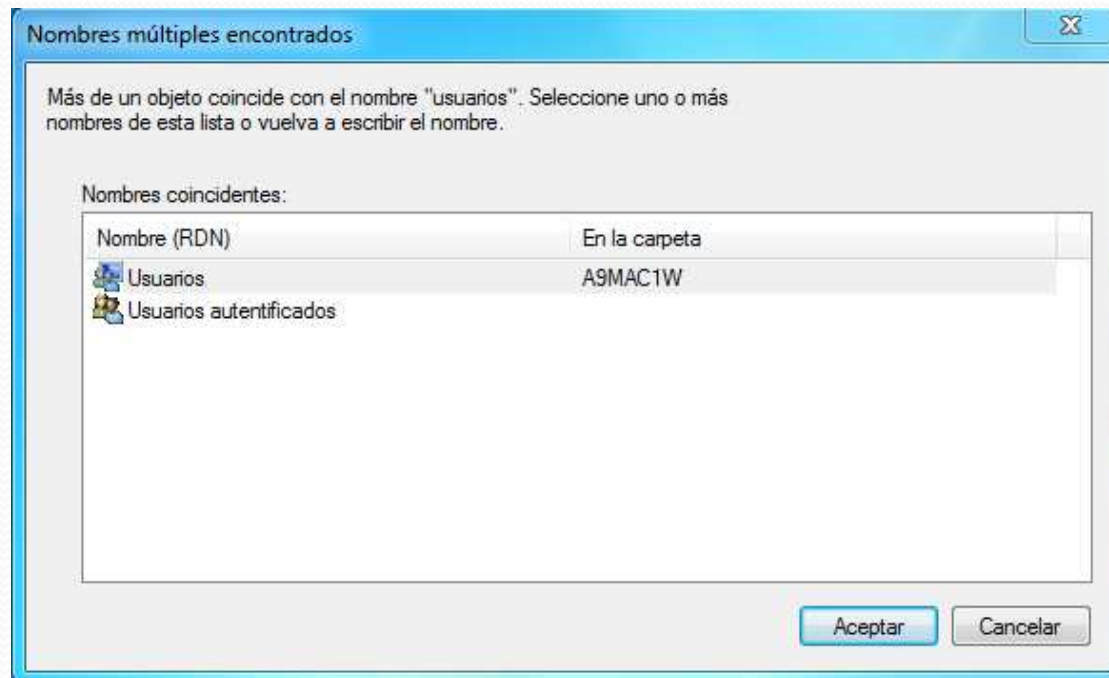 Nombres múltiples encontrados
Más de un objeto coincide con el nombre "usuarios". Seleccione uno o más
nombres de esta lista o vuelva a escribir el nombre.
Nombres coincidentes:
Nombre (RDN) En la carpeta
Usuarios A9MAC1W
Usuarios autentificados
Aceptar Cancelar